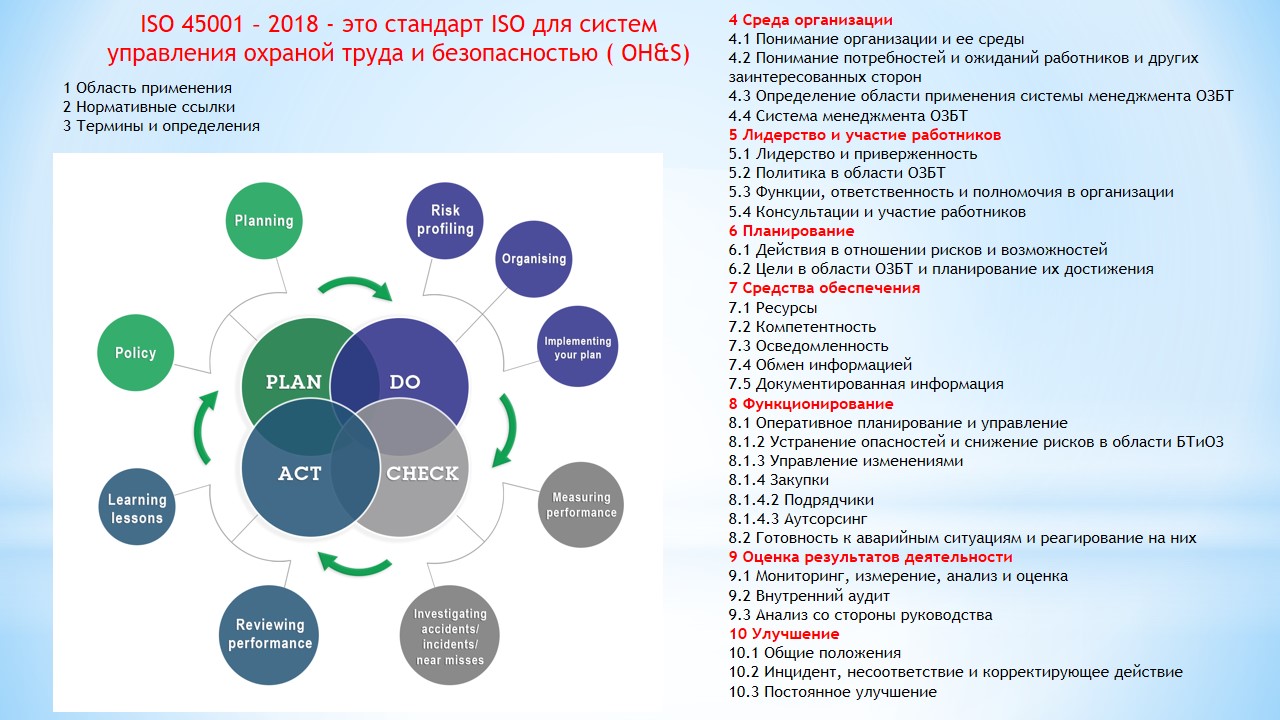 ISO 45001 – 2018 - это стандарт ISO для систем
управления охраной труда и безопасностью ( OH&S)
1 Область применения
2 Нормативные ссылки
3 Термины и определения
Planning
Risk
profiling
Organising
Implementing
your plan
Policy
PLAN
DO
ACT
CHECK
Learning
lessons
Measuring
performance
Reviewing
performance
Investigating
accidents/
incidents/
near misses
4 Среда организации
4.1 Понимание организации и ее среды
4.2 Понимание потребностей и ожиданий работников и других
заинтересованных сторон
4.3 Определение области применения системы менеджмента ОЗБТ
4.4 Система менеджмента ОЗБТ
5 Лидерство и участие работников
5.1 Лидерство и приверженность
5.2 Политика в области ОЗБТ
5.3 Функции, ответственность и полномочия в организации
5.4 Консультации и участие работников
6 Планирование
6.1 Действия в отношении рисков и возможностей
6.2 Цели в области ОЗБТ и планирование их достижения
7 Средства обеспечения
7.1 Ресурсы
7.2 Компетентность
7.3 Осведомленность
7.4 Обмен информацией
7.5 Документированная информация
8 Функционирование
8.1 Оперативное планирование и управление
8.1.2 Устранение опасностей и снижение рисков в области БТиОЗ
8.1.3 Управление изменениями
8.1.4 Закупки
8.1.4.2 Подрядчики
8.1.4.3 Аутсорсинг
8.2 Готовность к аварийным ситуациям и реагирование на них
9 Оценка результатов деятельности
9.1 Мониторинг, измерение, анализ и оценка
9.2 Внутренний аудит
9.3 Анализ со стороны руководства
10 Улучшение
10.1 Общие положения
10.2 Инцидент, несоответствие и корректирующее действие
10.3 Постоянное улучшение